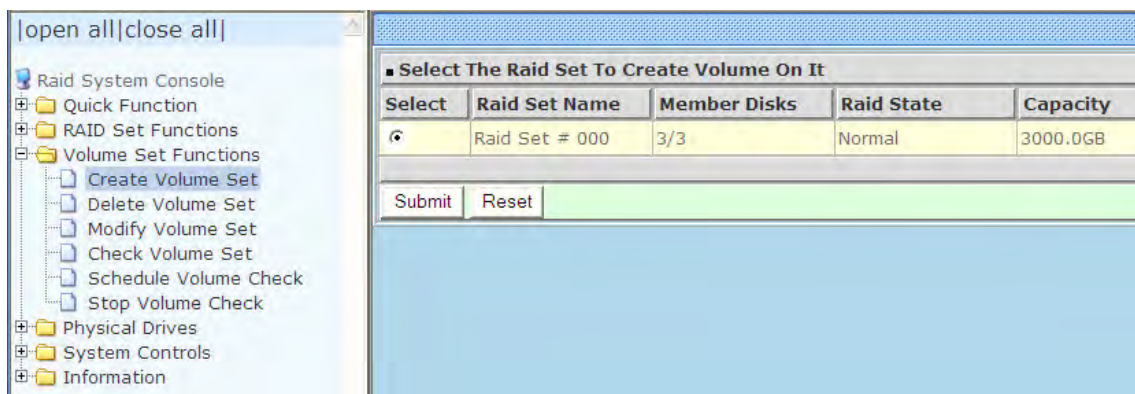 |open all|close all|
Raid System Console
Quick Function
RAID Set Functions
Volume Set Functions
Create Volume Set
Delete Volume Set
Modify Volume Set
Check Volume Set
Schedule Volume Check
Stop Volume Check
Physical Drives
System Controls
Information
Select The Raid Set To Create Volume On It
Select Raid Set Name Member Disks Raid State Capacity
Raid Set # 000 3/3 Normal 3000.0GB
Submit Reset